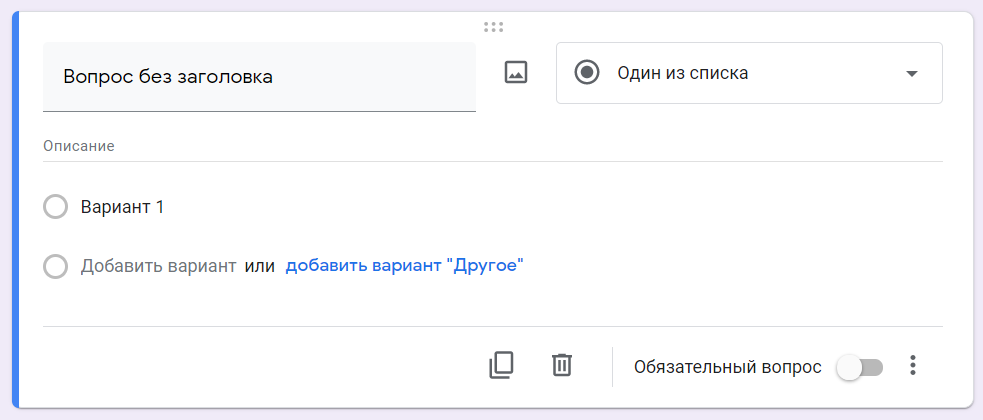 Вопрос без заголовка
Один из списка
Описание
Вариант 1
Добавить вариант или добавить вариант "Другое"
Обязательный вопрос